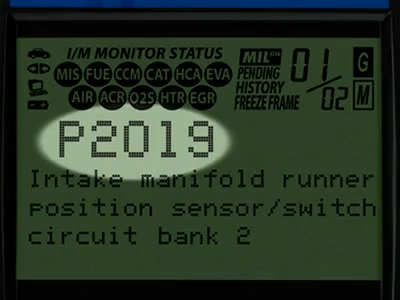 I/M MONITOR STATUS
MIL ON
01
G
MIS FUE CCM CAT HCA EVA
PENDING
HISTORY
AIR ACR O2S HTR EGR
FREEZE FRAME
02
M
P2019
Intake manifold runner
position sensor/switch
circuit bank 2